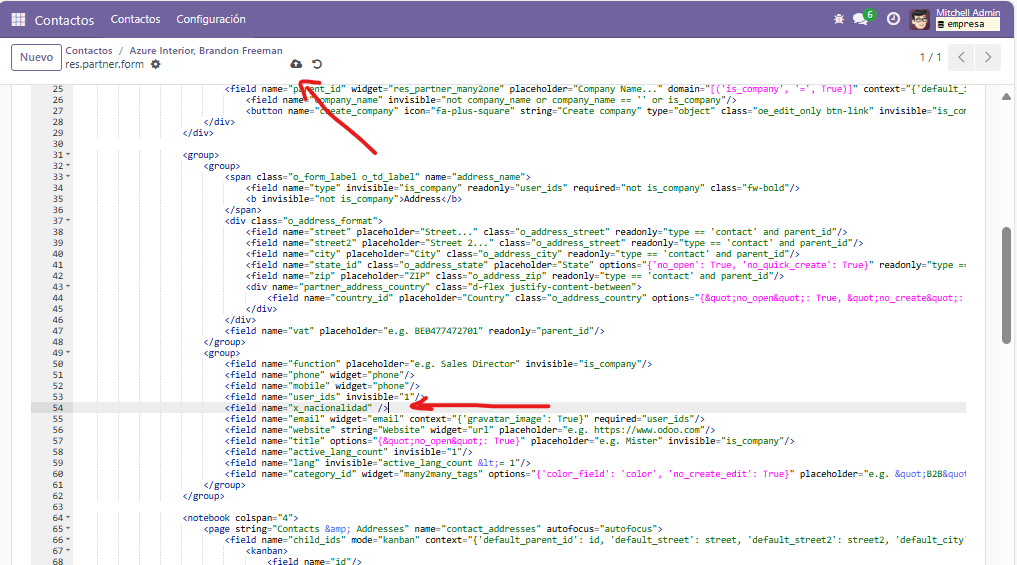 Contactos Contactos Configuración 6 Mitchell Admin
empresa
Nuevo Contactos / Azure Interior, Brandon Freeman 1 / 1
res.partner.form
25 <field name="parent_id" widget="res_partner_many2one" placeholder="Company Name..." domain="[('is_company', '=', True)]" context="{'default_i
26 <field name="company_name" invisible="not company_name or company_name == '' or is_company"/>
27 <button name="create_company" icon="fa-plus-square" string="Create company" type="object" class="oe_edit_only btn-link" invisible="is_com
28 </div>
29 </div>
30
31 <group>
32 <group>
33 <span class="o_form_label o_td_label" name="address_name">
34 <field name="type" invisible="is_company" readonly="user_ids" required="not is_company" class="fw-bold"/>
35 <b invisible="not is_company">Address</b>
36 </span>
37 <div class="o_address_format">
38 <field name="street" placeholder="Street..." class="o_address_street" readonly="type == 'contact' and parent_id"/>
39 <field name="street2" placeholder="Street 2..." class="o_address_street" readonly="type == 'contact' and parent_id"/>
40 <field name="city" placeholder="City" class="o_address_city" readonly="type == 'contact' and parent_id"/>
41 <field name="state_id" class="o_address_state" placeholder="State" options="{'no_open': True, 'no_quick_create': True}" readonly="type ==
42 <field name="zip" placeholder="ZIP" class="o_address_zip" readonly="type == 'contact' and parent_id"/>
43 <div name="partner_address_country" class="d-flex justify-content-between">
44 <field name="country_id" placeholder="Country" class="o_address_country" options="{&quot;no_open&quot;: True, &quot;no_create&quot;:
45 </div>
46 </div>
47 <field name="vat" placeholder="e.g. BE0477472701" readonly="parent_id"/>
48 </group>
49 <group>
50 <field name="function" placeholder="e.g. Sales Director" invisible="is_company"/>
51 <field name="phone" widget="phone"/>
52 <field name="mobile" widget="phone"/>
53 <field name="user_ids" invisible="1"/>
54 <field name="x_nacionalidad" />
55 <field name="email" widget="email" context="{'gravatar_image': True}" required="user_ids"/>
56 <field name="website" string="Website" widget="url" placeholder="e.g. https://www.odoo.com"/>
57 <field name="title" options="{&quot;no_open&quot;: True}" placeholder="e.g. Mister" invisible="is_company"/>
58 <field name="active_lang_count" invisible="1"/>
59 <field name="lang" invisible="active_lang_count &lt;= 1"/>
60 <field name="category_id" widget="many2many_tags" options="{'color_field': 'color', 'no_create_edit': True}" placeholder="e.g. &quot;B2B&quot
61 </group>
62 </group>
63
64 <notebook colspan="4">
65 <page string="Contacts &amp; Addresses" name="contact_addresses" autofocus="autofocus">
66 <field name="child_ids" mode="kanban" context="{'default_parent_id': id, 'default_street': street, 'default_street2': street2, 'default_city'
67 <kanban>
68 <field name="id"/>